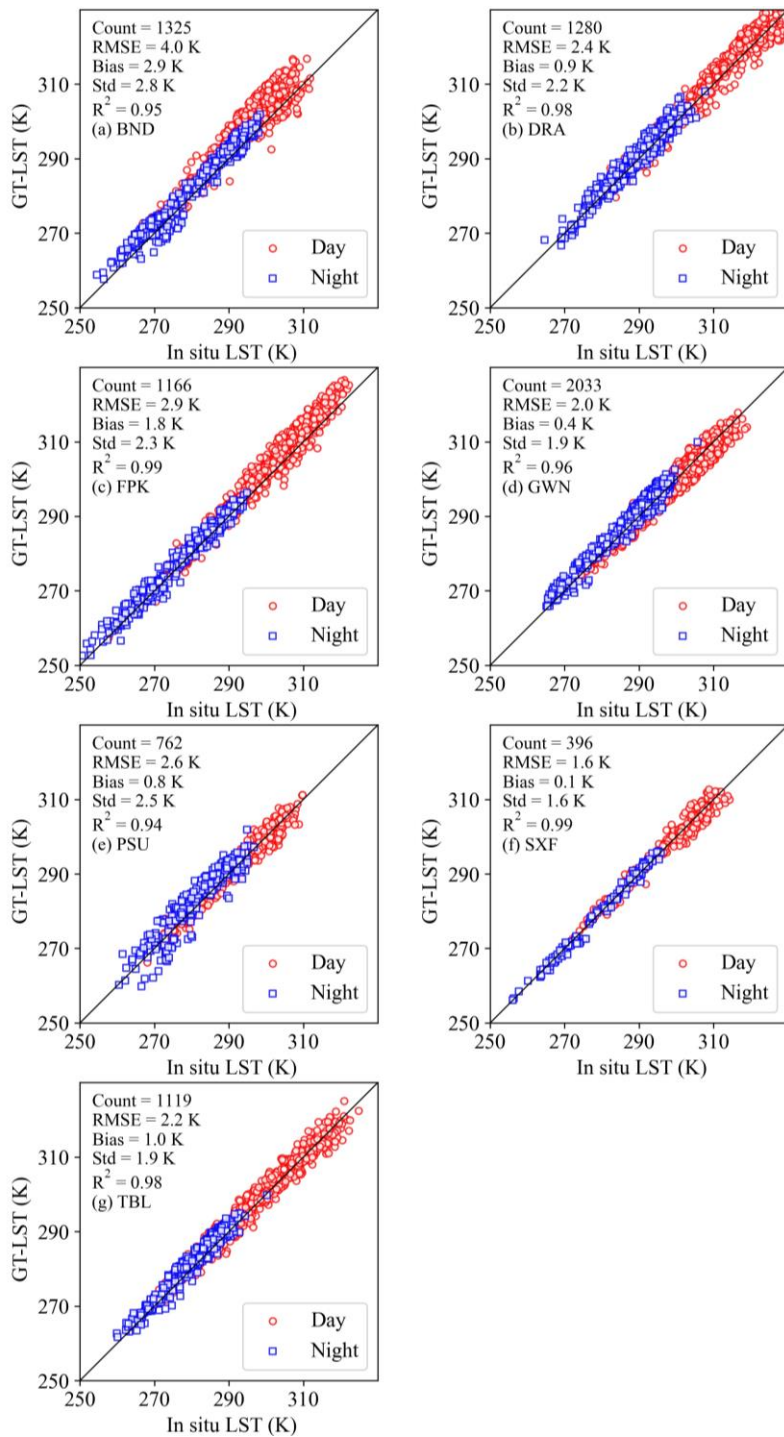 Count = 1325
RMSE = 4.0 K
Bias = 2.9 K
Std = 2.8 K
R² = 0.95
(a) BND
310
290
270
250
GT-LST (K)
Day
Night
250 270 290 310
In situ LST (K)
Count = 1280
RMSE = 2.4 K
Bias = 0.9 K
Std = 2.2 K
R² = 0.98
(b) DRA
310
290
270
250
GT-LST (K)
Day
Night
250 270 290 310
In situ LST (K)
Count = 1166
RMSE = 2.9 K
Bias = 1.8 K
Std = 2.3 K
R² = 0.99
(c) FPK
310
290
270
250
GT-LST (K)
Day
Night
250 270 290 310
In situ LST (K)
Count = 2033
RMSE = 2.0 K
Bias = 0.4 K
Std = 1.9 K
R² = 0.96
(d) GWN
310
290
270
250
GT-LST (K)
Day
Night
250 270 290 310
In situ LST (K)
Count = 762
RMSE = 2.6 K
Bias = 0.8 K
Std = 2.5 K
R² = 0.94
(e) PSU
310
290
270
250
GT-LST (K)
Day
Night
250 270 290 310
In situ LST (K)
Count = 396
RMSE = 1.6 K
Bias = 0.1 K
Std = 1.6 K
R² = 0.99
(f) SXF
310
290
270
250
GT-LST (K)
Day
Night
250 270 290 310
In situ LST (K)
Count = 1119
RMSE = 2.2 K
Bias = 1.0 K
Std = 1.9 K
R² = 0.98
(g) TBL
310
290
270
250
GT-LST (K)
Day
Night
250 270 290 310
In situ LST (K)